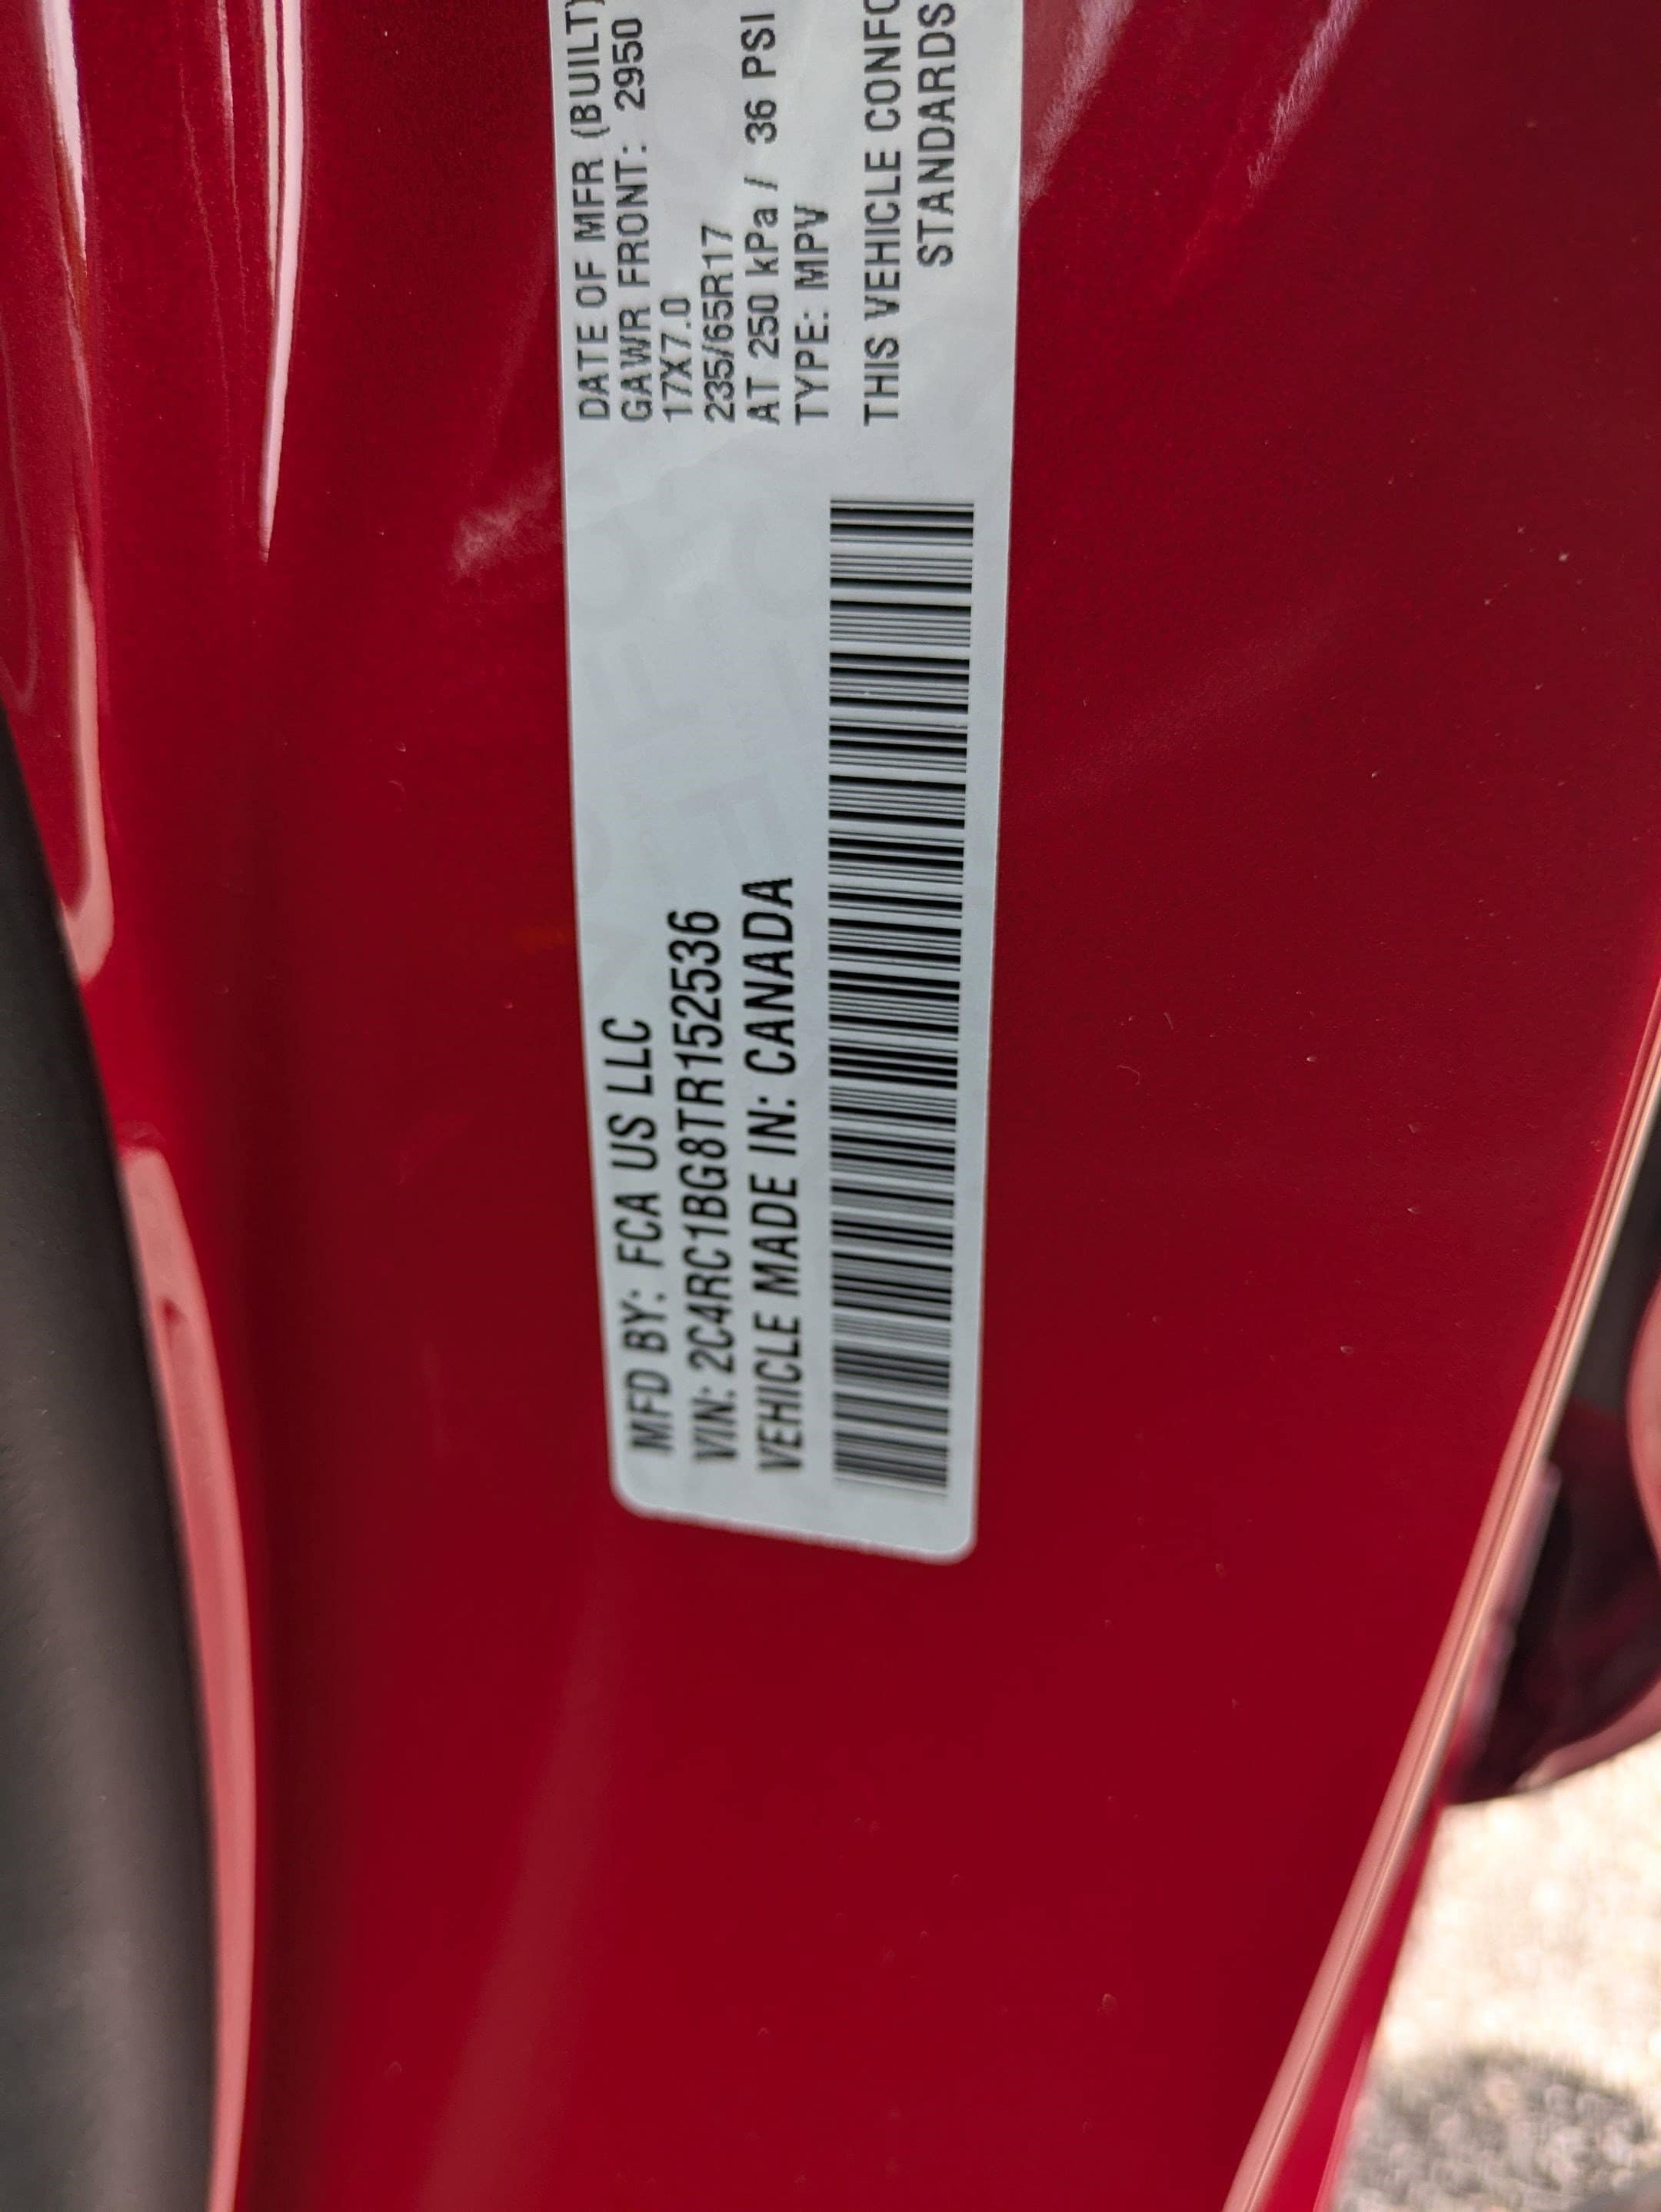 MFD BY: FCA US LLC
VIN: 2C4RC1BG8TR152536
VEHICLE MADE IN: CANADA
DATE OF MFR (BUILT)
GAWR FRONT: 2950
17X7.0
235/65R17
AT 250 kPa / 36 PSI
TYPE: MPV
THIS VEHICLE CONFO
STANDARDS